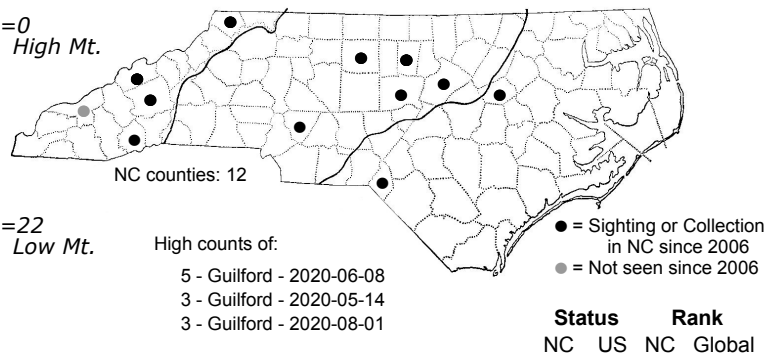 =0
High Mt.
NC counties: 12
=22
Low Mt.
High counts of:
5 - Guilford - 2020-06-08
3 - Guilford - 2020-05-14
3 - Guilford - 2020-08-01
● = Sighting or Collection
in NC since 2006
● = Not seen since 2006
Status Rank
NC US NC Global